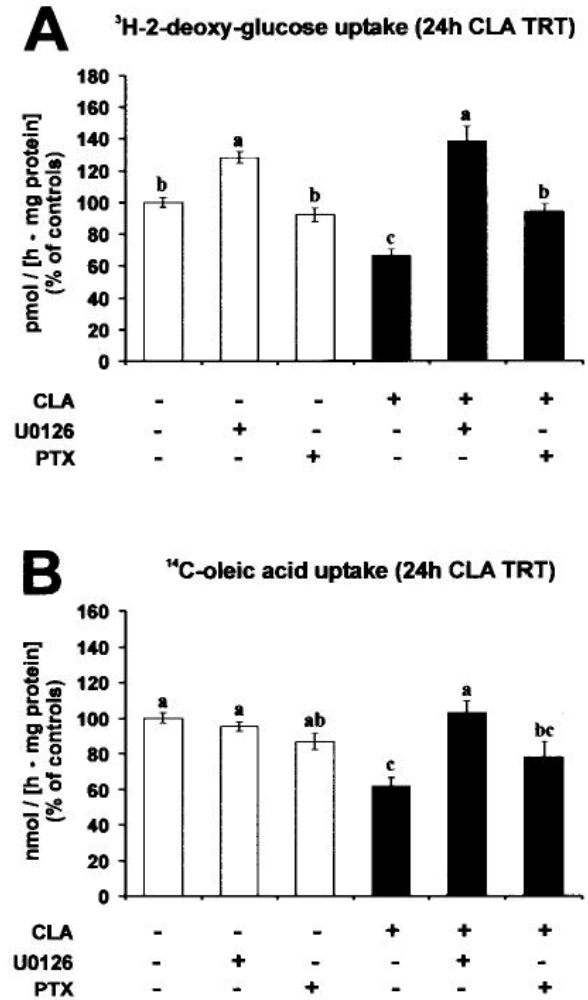 A
³H-2-deoxy-glucose uptake (24h CLA TRT)
pmol / [h - mg protein]
(% of controls)
180
160
140
120
100
80
60
40
20
0
b
a
b
c
a
b
CLA - - - + + +
U0126 - + - - + -
PTX - - + - - +
B
¹⁴C-oleic acid uptake (24h CLA TRT)
nmol / [h - mg protein]
(% of controls)
160
140
120
100
80
60
40
20
0
a
a
ab
c
a
bc
CLA - - - + + +
U0126 - + - - + -
PTX - - + - - +